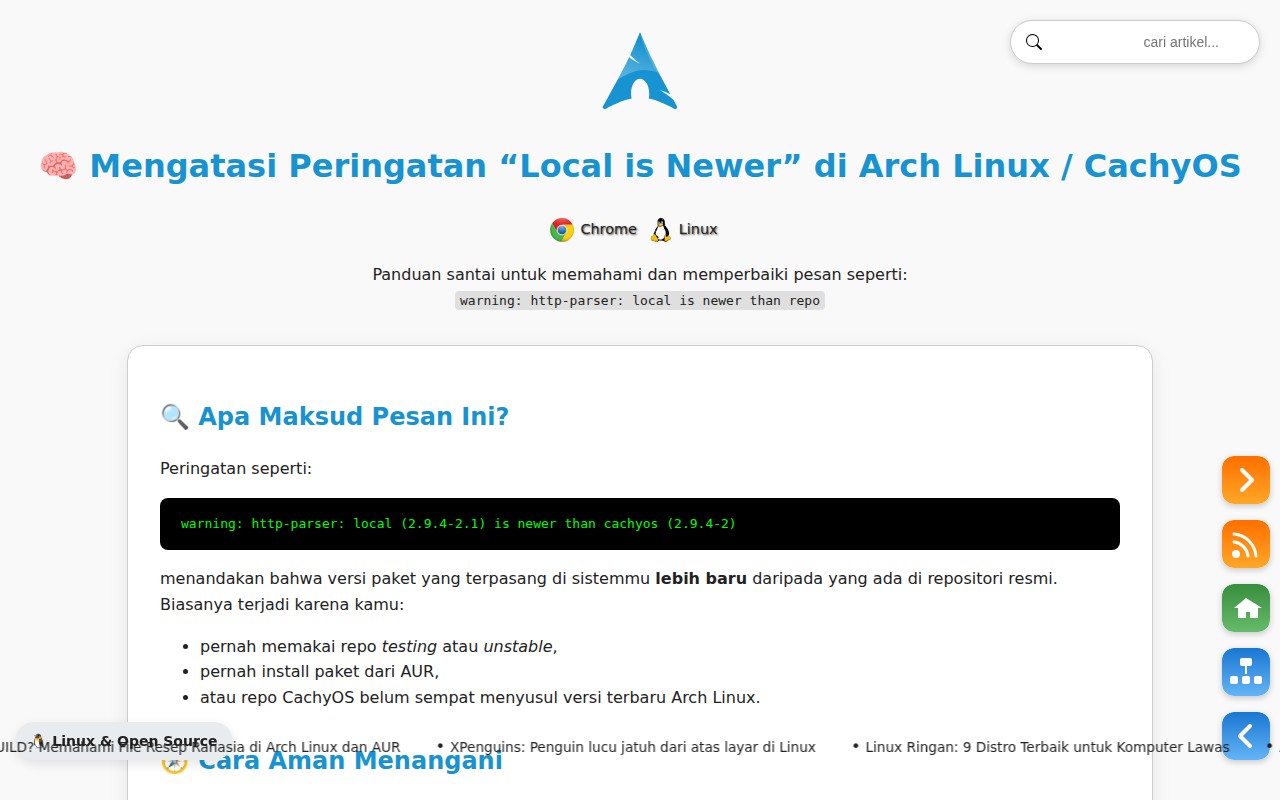 cari artikel...
Mengatasi Peringatan “Local is Newer” di Arch Linux / CachyOS
Chrome Linux
Panduan santai untuk memahami dan memperbaiki pesan seperti:
warning: http-parser: local is newer than repo
Apa Maksud Pesan Ini?
Peringatan seperti:
warning: http-parser: local (2.9.4-2.1) is newer than cachyos (2.9.4-2)
menandakan bahwa versi paket yang terpasang di sistemmu lebih baru daripada yang ada di repositori resmi.
Biasanya terjadi karena kamu:
• pernah memakai repo testing atau unstable,
• pernah install paket dari AUR,
• atau repo CachyOS belum sempat menyusul versi terbaru Arch Linux.
Linux & Open Source
UILD? Memahami File Resep Rahasia di Arch Linux dan AUR • XPenguins: Penguin lucu jatuh dari atas layar di Linux • Linux Ringan: 9 Distro Terbaik untuk Komputer Lawas •
Cara Aman Menangani